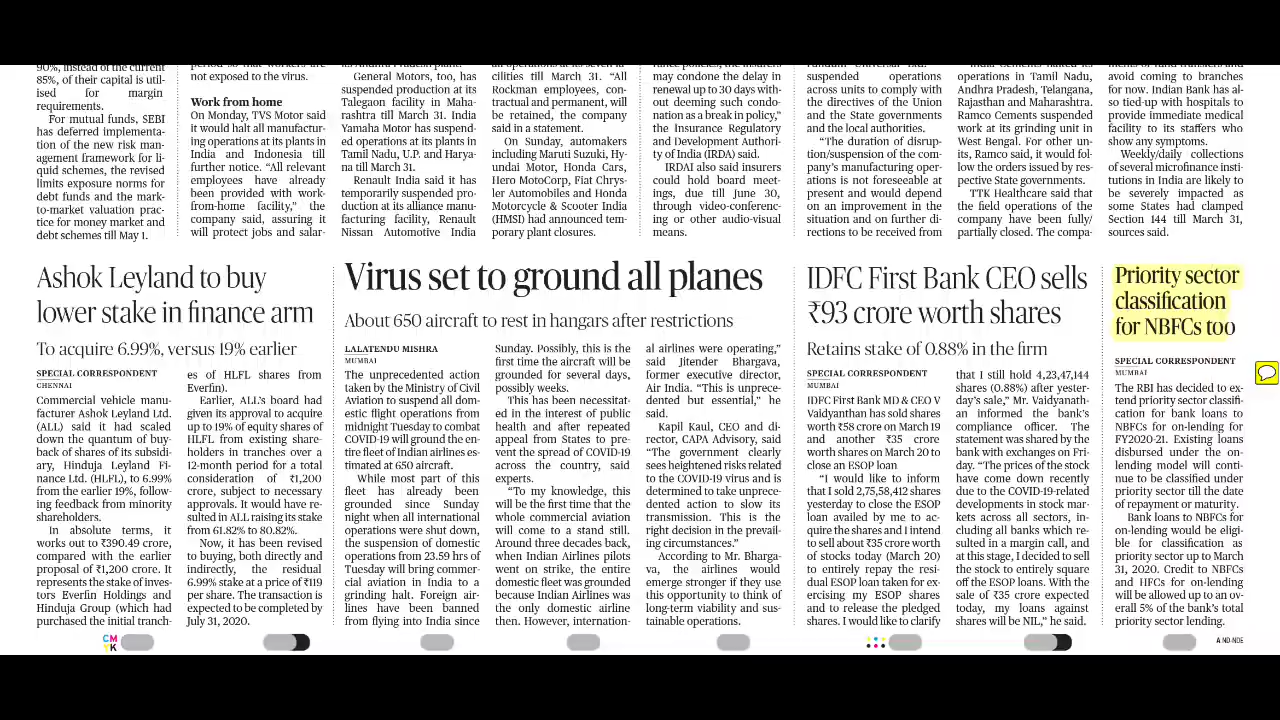 90%, instead of the current
85%, of their capital is util-
ised for margin
requirements.
For mutual funds, SEBI
has deferred implementa-
tion of the new risk man-
agement framework for li-
quid schemes, the revised
limits exposure norms for
debt funds and the mark-
to-market valuation prac-
tice for money market and
debt schemes till May 1.
not exposed to the virus.
Work from home
On Monday, TVS Motor said
it would halt all manufactur-
ing operations at its plants in
India and Indonesia till
further notice. “All relevant
employees have already
been provided with work-
from-home facility,” the
company said, assuring it
will protect jobs and salar-
General Motors, too, has
suspended production at its
Talegaon facility in Maha-
rashtra till March 31. India
Yamaha Motor has suspend-
ed operations at its plants in
Tamil Nadu, U.P. and Harya-
na till March 31.
Renault India said it has
temporarily suspended pro-
duction at its alliance manu-
facturing facility, Renault
Nissan Automotive India
cilities till March 31. “All
Rockman employees, con-
tractual and permanent, will
be retained, the company
said in a statement.
On Sunday, automakers
including Maruti Suzuki, Hy-
undai Motor, Honda Cars,
Hero MotoCorp, Fiat Chrys-
ler Automobiles and Honda
Motorcycle & Scooter India
(HMSI) had announced tem-
porary plant closures.
may condone the delay in
renewal up to 30 days with-
out deeming such condo-
nation as a break in policy,”
the Insurance Regulatory
and Development Authori-
ty of India (IRDA) said.
IRDAI also said insurers
could hold board meet-
ings, due till June 30,
through video-conferenc-
ing or other audio-visual
means.
suspended operations
across units to comply with
the directives of the Union
and the State governments
and the local authorities.
“The duration of disrup-
tion/suspension of the com-
pany’s manufacturing oper-
ations is not foreseeable at
present and would depend
on an improvement in the
situation and on further di-
rections to be received from
operations in Tamil Nadu,
Andhra Pradesh, Telangana,
Rajasthan and Maharashtra.
Ramco Cements suspended
work at its grinding unit in
West Bengal. For other un-
its, Ramco said, it would fol-
low the orders issued by res-
pective State governments.
TTK Healthcare said that
the field operations of the
company have been fully/
partially closed. The compa-
avoid coming to branches
for now. Indian Bank has al-
so tied-up with hospitals to
provide immediate medical
facility to its staffers who
show any symptoms.
Weekly/daily collections
of several microfinance insti-
tutions in India are likely to
be severely impacted as
some States had clamped
Section 144 till March 31,
sources said.
Ashok Leyland to buy
lower stake in finance arm
To acquire 6.99%, versus 19% earlier
SPECIAL CORRESPONDENT
CHENNAI
Commercial vehicle manu-
facturer Ashok Leyland Ltd.
(ALL) said it had scaled
down the quantum of buy-
back of shares of its subsidi-
ary, Hinduja Leyland Fi-
nance Ltd. (HLFL), to 6.99%
from the earlier 19%, follow-
ing feedback from minority
shareholders.
In absolute terms, it
works out to ₹390.49 crore,
compared with the earlier
proposal of ₹1,200 crore. It
represents the stake of inves-
tors Everfin Holdings and
Hinduja Group (which had
purchased the initial tranch-
es of HLFL shares from
Everfin).
Earlier, ALL’s board had
given its approval to acquire
up to 19% of equity shares of
HLFL from existing share-
holders in tranches over a
12-month period for a total
consideration of ₹1,200
crore, subject to necessary
approvals. It would have re-
sulted in ALL raising its stake
from 61.82% to 80.82%.
Now, it has been revised
to buying, both directly and
indirectly, the residual
6.99% stake at a price of ₹119
per share. The transaction is
expected to be completed by
July 31, 2020.
Virus set to ground all planes
About 650 aircraft to rest in hangars after restrictions
LALATENDU MISHRA
MUMBAI
The unprecedented action
taken by the Ministry of Civil
Aviation to suspend all dom-
estic flight operations from
midnight Tuesday to combat
COVID-19 will ground the en-
tire fleet of Indian airlines es-
timated at 650 aircraft.
While most part of this
fleet has already been
grounded since Sunday
night when all international
operations were shut down,
the suspension of domestic
operations from 23.59 hrs of
Tuesday will bring commer-
cial aviation in India to a
grinding halt. Foreign air-
lines have been banned
from flying into India since
Sunday. Possibly, this is the
first time the aircraft will be
grounded for several days,
possibly weeks.
This has been necessitat-
ed in the interest of public
health and after repeated
appeal from States to pre-
vent the spread of COVID-19
across the country, said
experts.
“To my knowledge, this
will be the first time that the
whole commercial aviation
will come to a stand still.
Around three decades back,
when Indian Airlines pilots
went on strike, the entire
domestic fleet was grounded
because Indian Airlines was
the only domestic airline
then. However, internation-
al airlines were operating,”
said Jitender Bhargava,
former executive director,
Air India. “This is unprece-
dented but essential,” he
said.
Kapil Kaul, CEO and di-
rector, CAPA Advisory, said
“The government clearly
sees heightened risks related
to the COVID-19 virus and is
determined to take unprece-
dented action to slow its
transmission. This is the
right decision in the prevail-
ing circumstances.”
According to Mr. Bharga-
va, the airlines would
emerge stronger if they use
this opportunity to think of
long-term viability and sus-
tainable operations.
IDFC First Bank CEO sells
₹93 crore worth shares
Retains stake of 0.88% in the firm
SPECIAL CORRESPONDENT
MUMBAI
IDFC First Bank MD & CEO V
Vaidyanthan has sold shares
worth ₹58 crore on March 19
and another ₹35 crore
worth shares on March 20 to
close an ESOP loan
“I would like to inform
that I sold 2,75,58,412 shares
yesterday to close the ESOP
loan availed by me to ac-
quire the shares and I intend
to sell about ₹35 crore worth
of stocks today (March 20)
to entirely repay the resi-
dual ESOP loan taken for ex-
ercising my ESOP shares
and to release the pledged
shares. I would like to clarify
that I still hold 4,23,47,144
shares (0.88%) after yester-
day’s sale,” Mr. Vaidyanath-
an informed the bank’s
compliance officer. The
statement was shared by the
bank with exchanges on Fri-
day. “The prices of the stock
have come down recently
due to the COVID-19-related
developments in stock mar-
kets across all sectors, in-
cluding all banks which re-
sulted in a margin call, and
at this stage, I decided to sell
the stock to entirely square
off the ESOP loans. With the
sale of ₹35 crore expected
today, my loans against
shares will be NIL,” he said.
Priority sector
classification
for NBFCs too
SPECIAL CORRESPONDENT
MUMBAI
The RBI has decided to ex-
tend priority sector classifi-
cation for bank loans to
NBFCs for on-lending for
FY2020-21. Existing loans
disbursed under the on-
lending model will conti-
nue to be classified under
priority sector till the date
of repayment or maturity.
Bank loans to NBFCs for
on-lending would be eligi-
ble for classification as
priority sector up to March
31, 2020. Credit to NBFCs
and HFCs for on-lending
will be allowed up to an ov-
erall 5% of the bank’s total
priority sector lending.
CM
YK
A ND-NDE